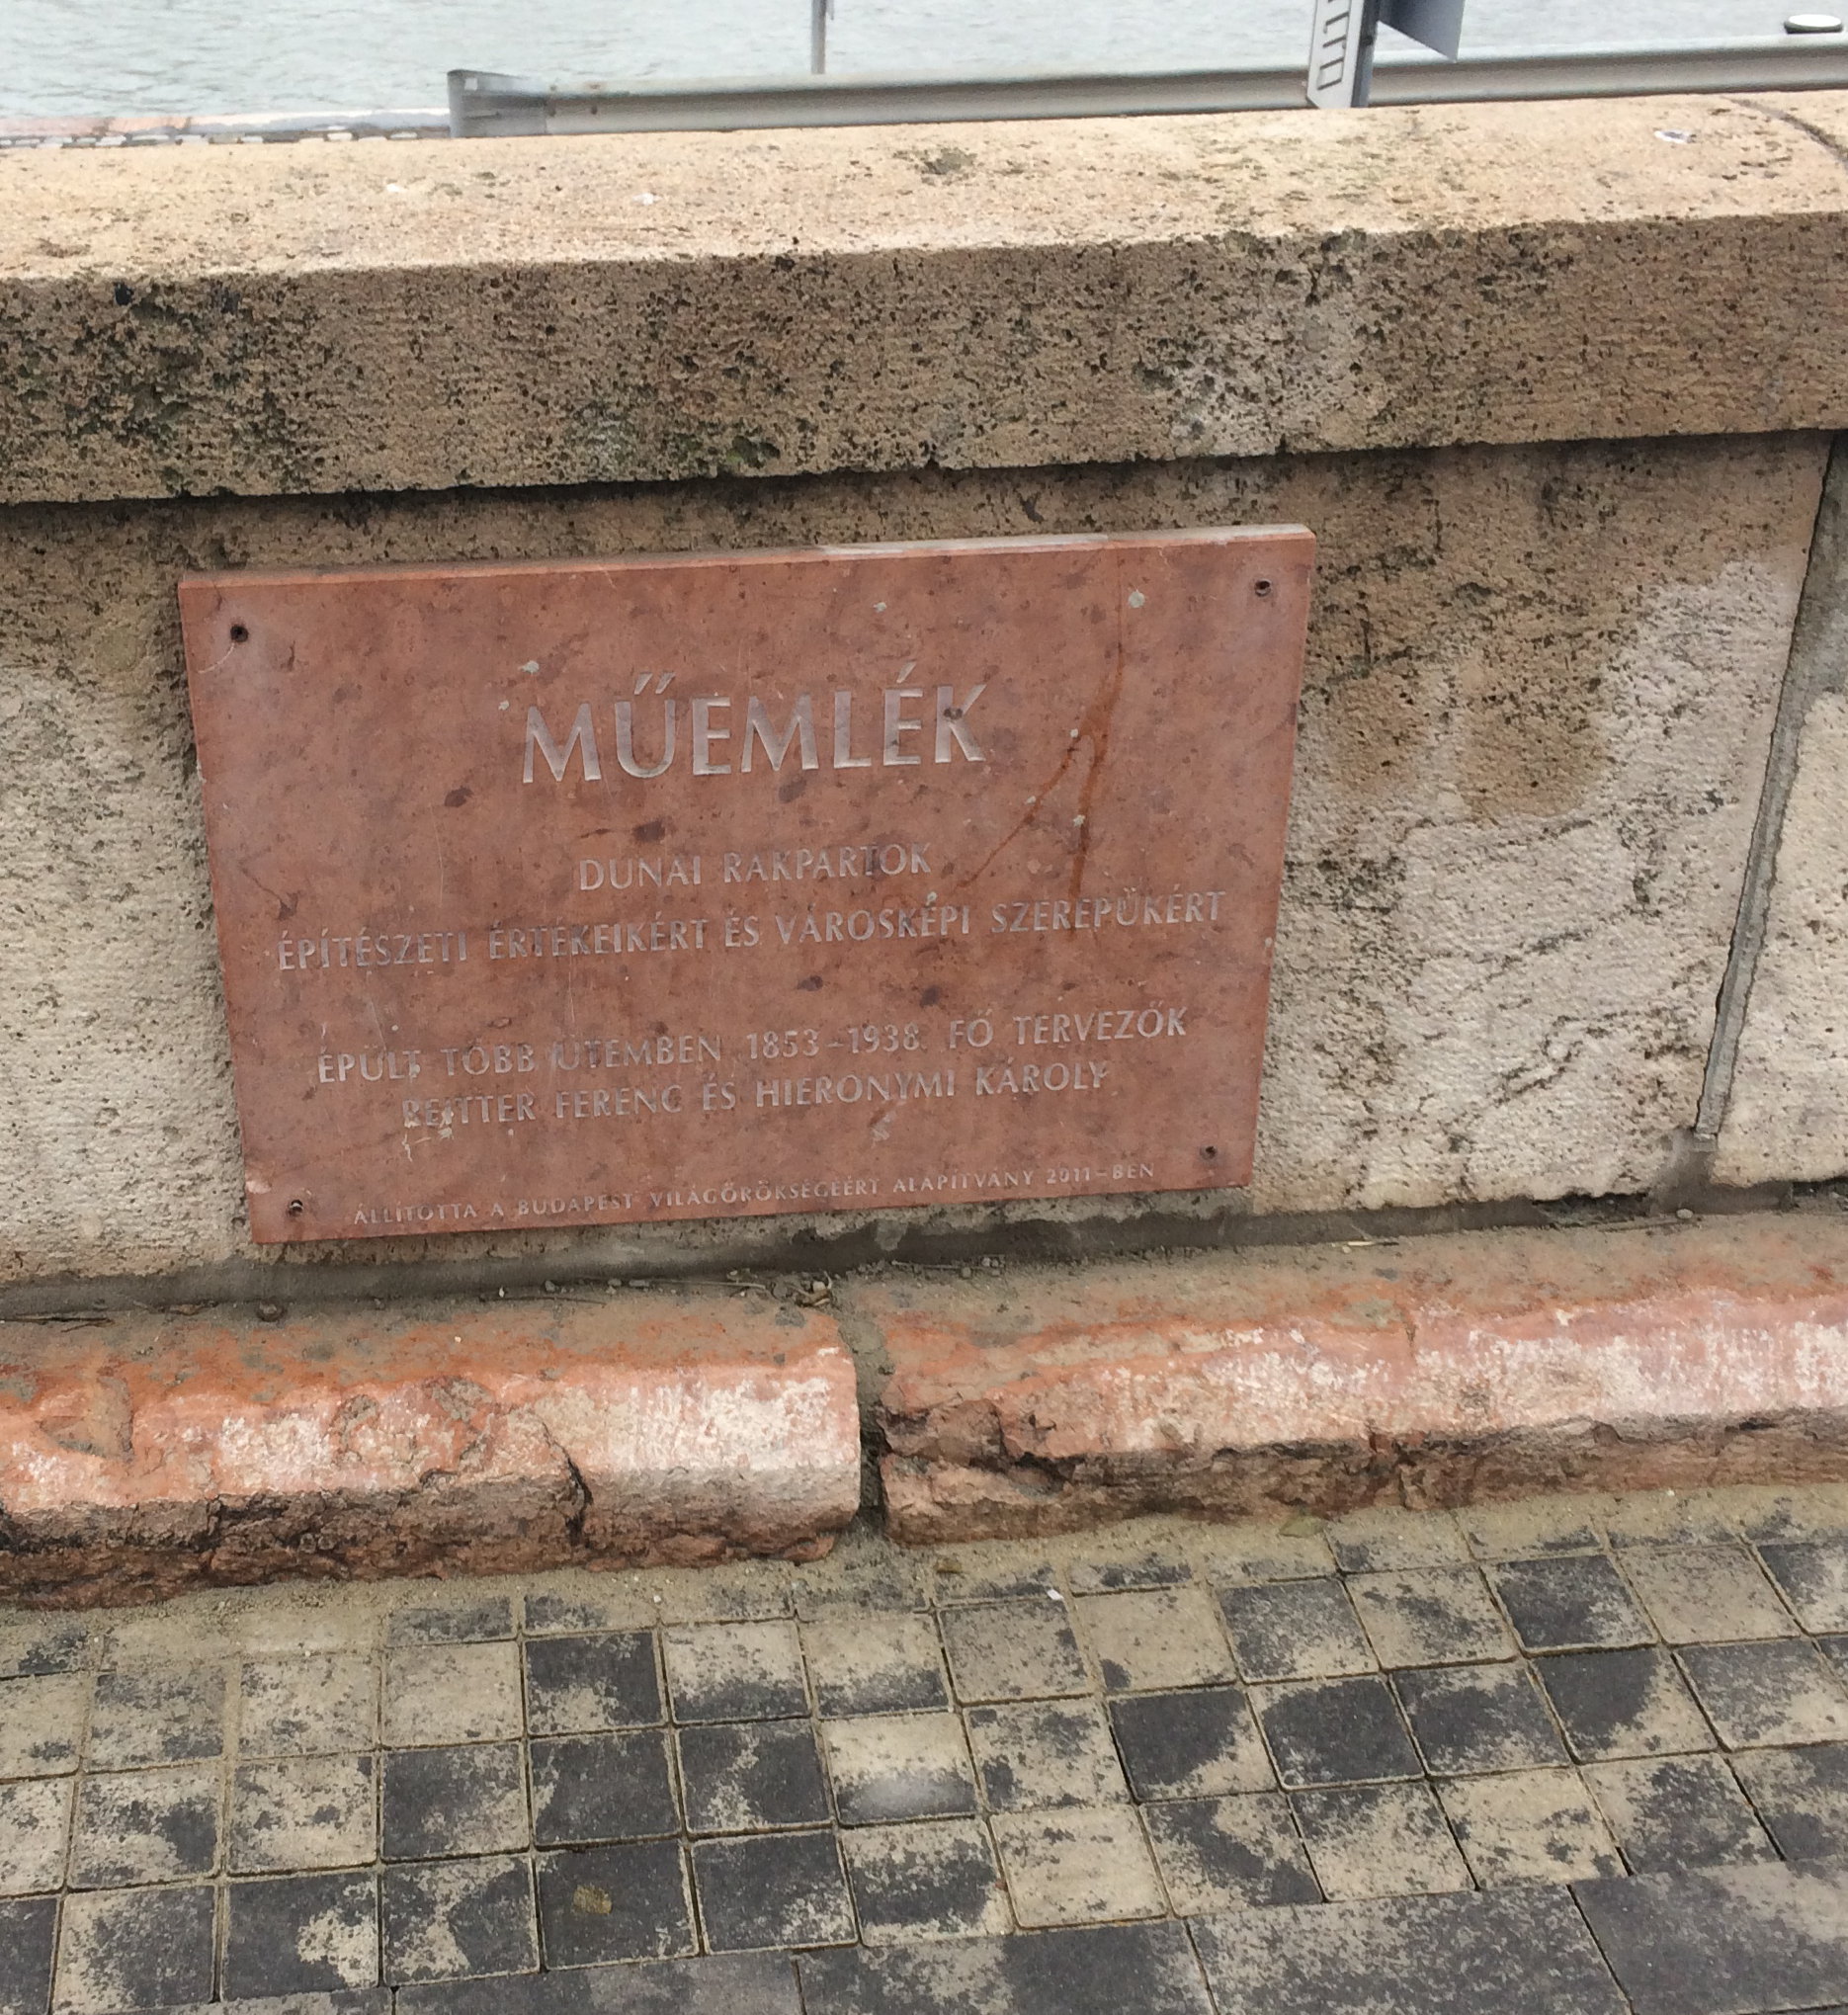 MŰEMLÉK
DUNAI RAKPARTOK
ÉPÍTÉSZETI ÉRTÉKEIKÉRT ÉS VÁROSKÉPI SZEREPÜKÉRT
ÉPÜLT TÖBB ÜTEMBEN 1853–1938 FŐ TERVEZŐK
REITTER FERENC ÉS HIERONYMI KÁROLY
ÁLLÍTOTTA A BUDAPEST VILÁGÖRÖKSÉGÉÉRT ALAPÍTVÁNY 2011–BEN